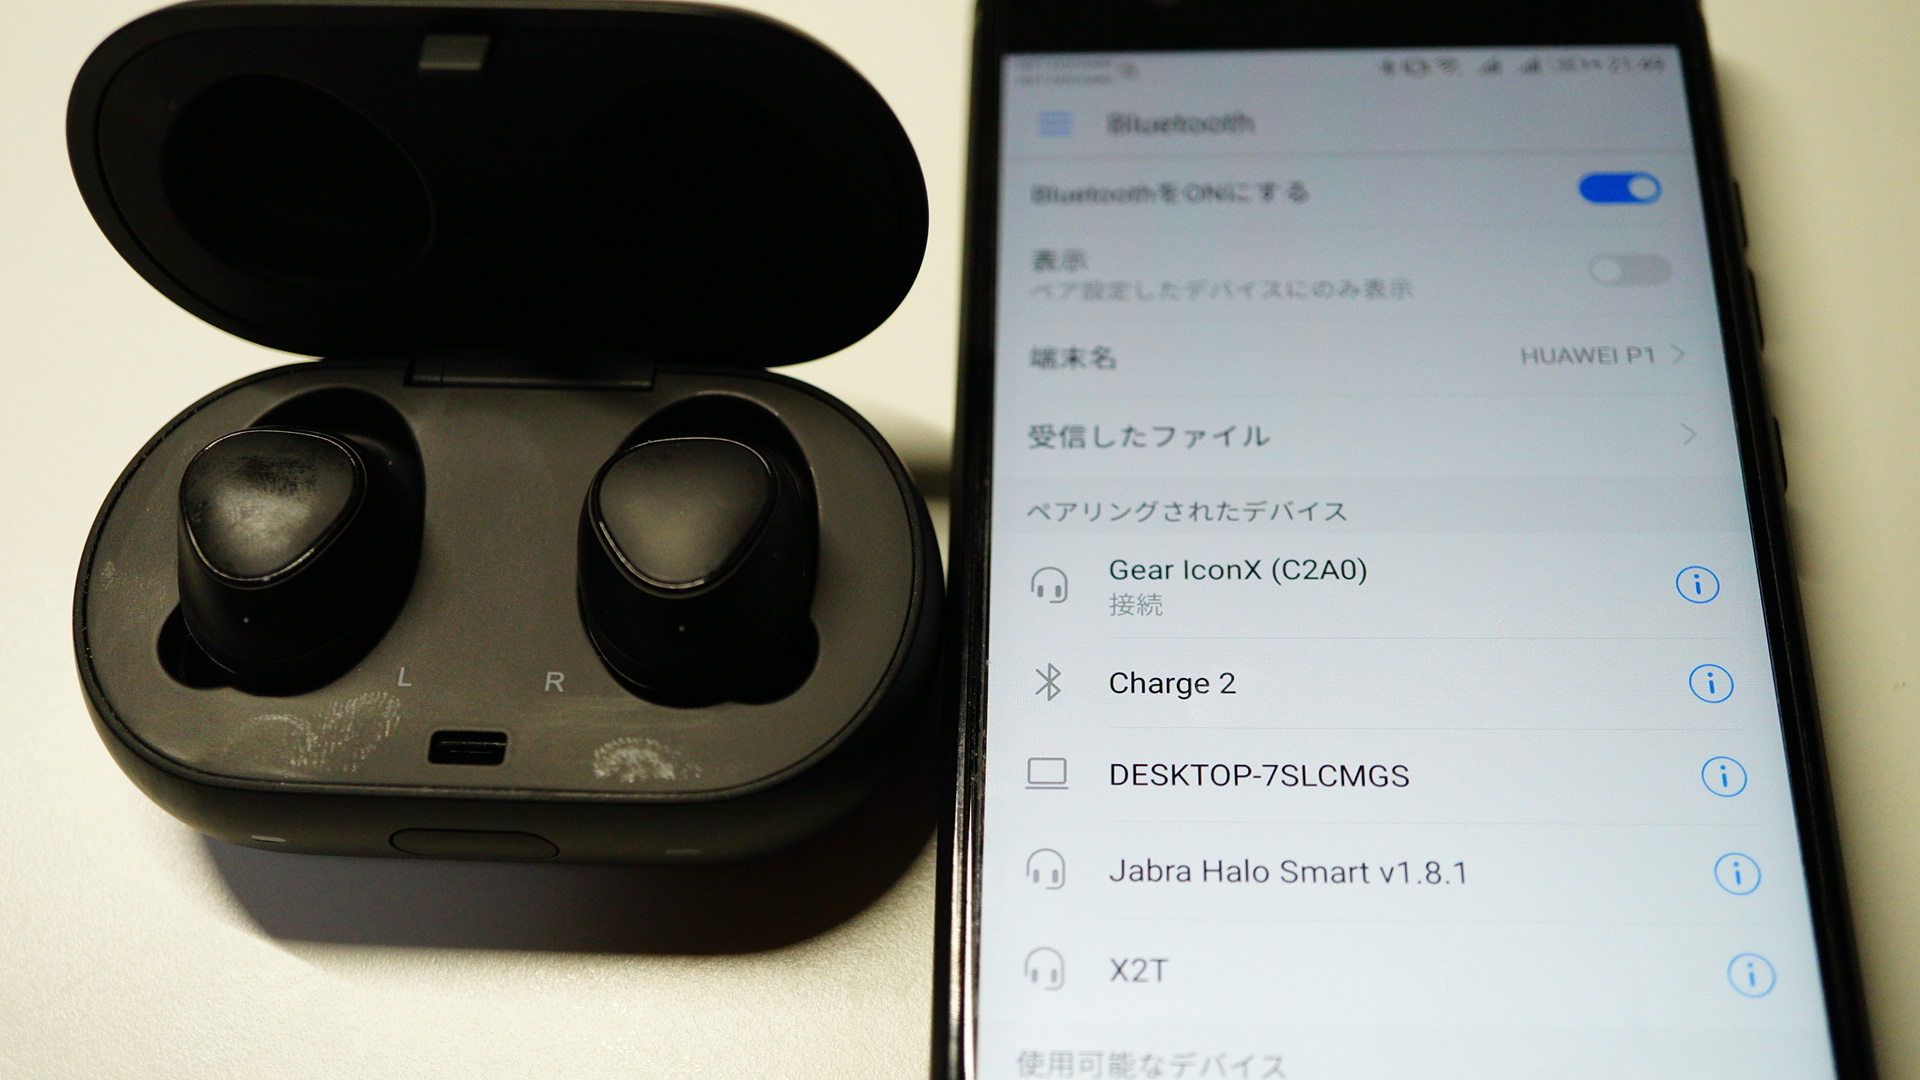 L
R
Bluetooth
BluetoothをONにする
表示
ペア設定したデバイスにのみ表示
端末名
HUAWEI P1
受信したファイル
ペアリングされたデバイス
Gear IconX (C2A0)
接続
Charge 2
DESKTOP-7SLCMGS
Jabra Halo Smart v1.8.1
X2T
使用可能なデバイス